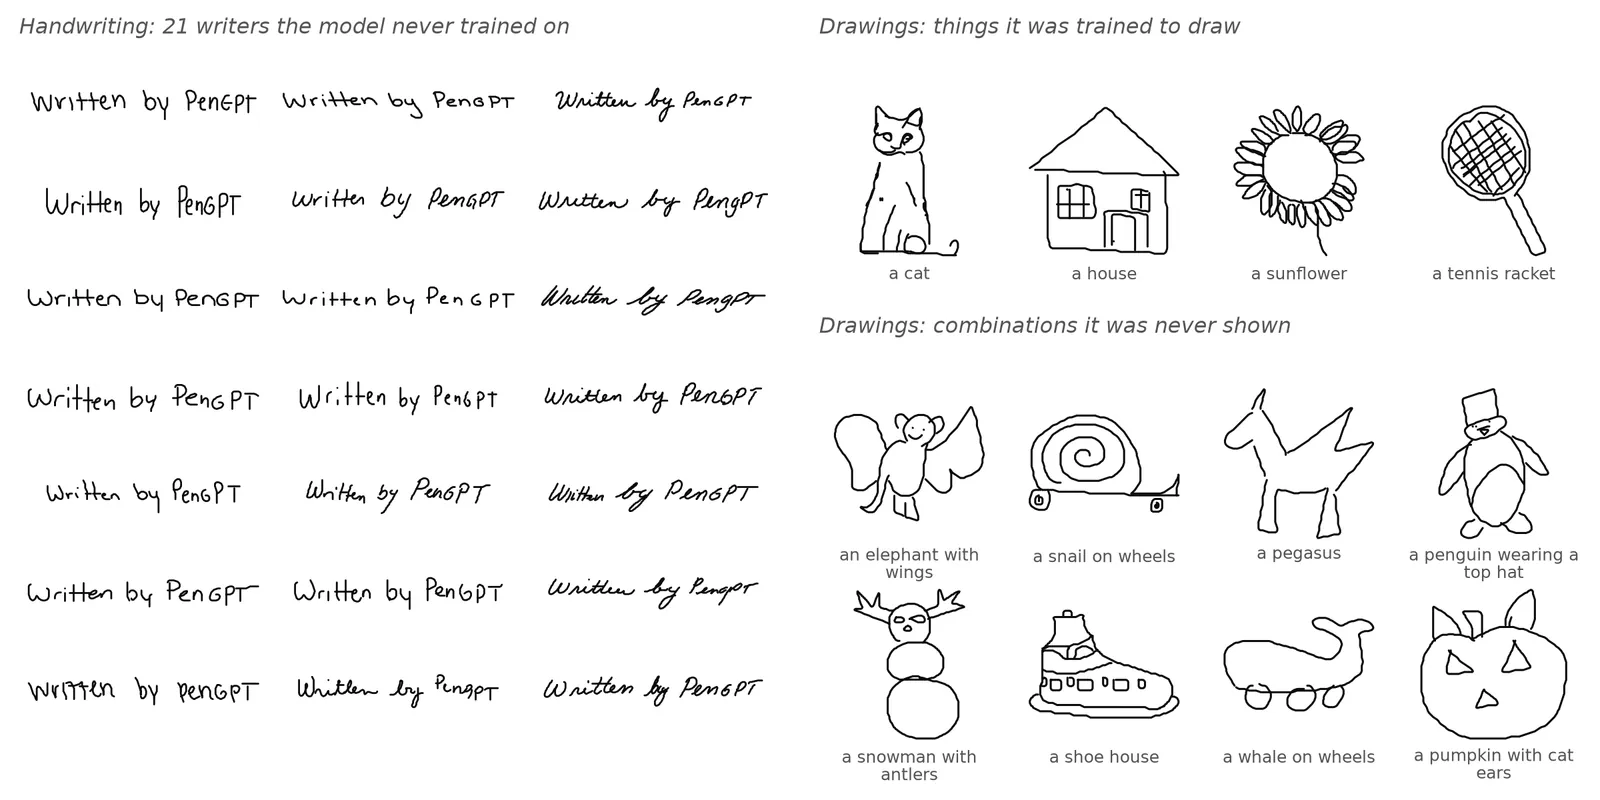 Handwriting: 21 writers the model never trained on
Written by PenGPT
Written by PenGPT
Written by PenGPT
Written by PenGPT
Written by PenGPT
Written by PengPT
Written by PenGPT
Written by PenGPT
Written by PengPT
Written by PenGPT
Written by PenGPT
Written by PenGPT
Written by PenGPT
Written by PenGPT
Written by PenGPT
Written by PenGPT
Written by PenGPT
Written by Pengpt
Written by penGPT
Written by PengPT
Written by PenGPT
Drawings: things it was trained to draw
a cat
a house
a sunflower
a tennis racket
Drawings: combinations it was never shown
an elephant with
wings
a snail on wheels
a pegasus
a penguin wearing a
top hat
a snowman with
antlers
a shoe house
a whale on wheels
a pumpkin with cat
ears